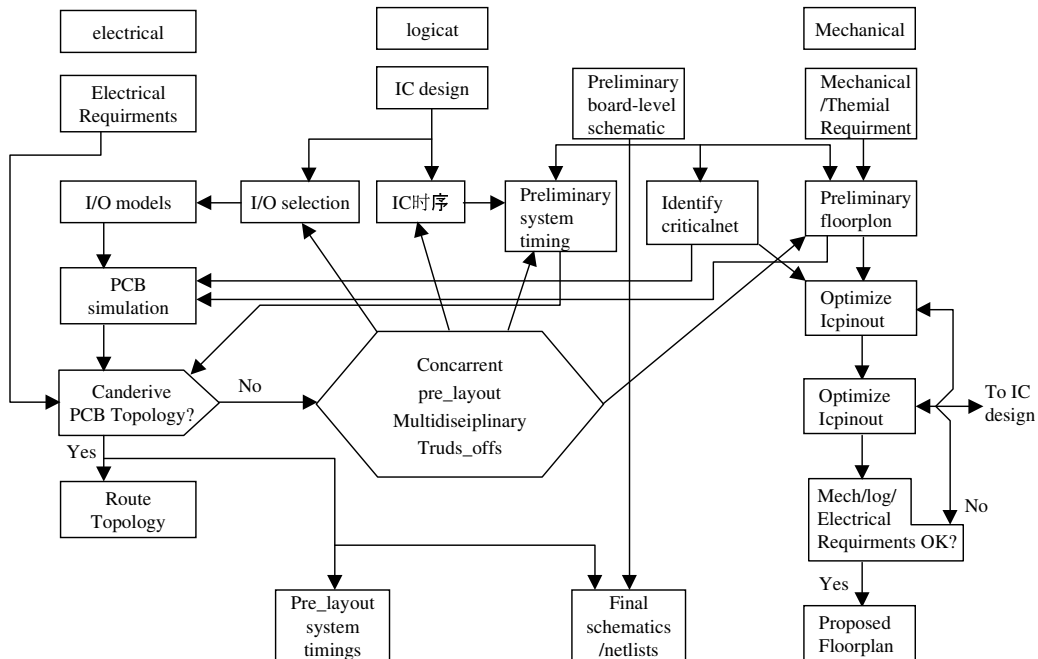 electrical
logicat
Mechanical
Electrical
Requirments
IC design
Preliminary
board-level
schematic
Mechanical
/Themial
Requirment
I/O models
I/O selection
IC时序
Preliminary
system
timing
Identify
criticalnet
Preliminary
floorplon
PCB
simulation
Optimize
Icpinout
Canderive
PCB Topology?
No
Concarrent
pre_layout
Multidiseiplinary
Truds_offs
Optimize
Icpinout
To IC
design
Yes
Route
Topology
Mech/log/
Electrical
Requirments OK?
No
Yes
Pre_layout
system
timings
Final
schematics
/netlists
Proposed
Floorplan